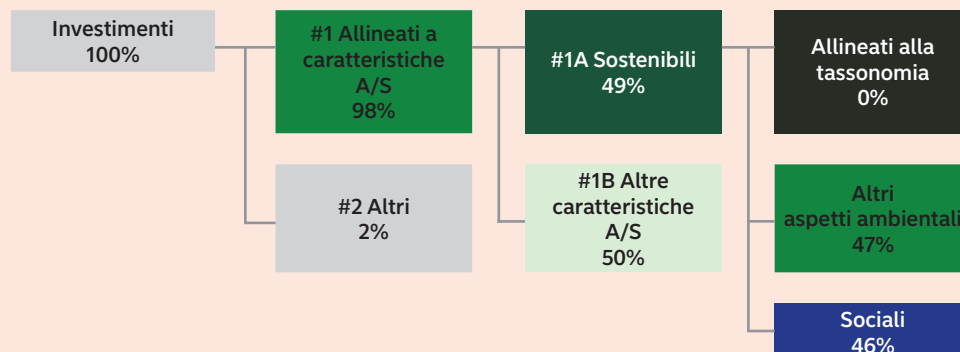 Investimenti
100%
#1 Allineati a
caratteristiche
A/S
98%
#1A Sostenibili
49%
Allineati alla
tassonomia
0%
#2 Altri
2%
#1B Altre
caratteristiche
A/S
50%
Altri
aspetti ambientali
47%
Sociali
46%